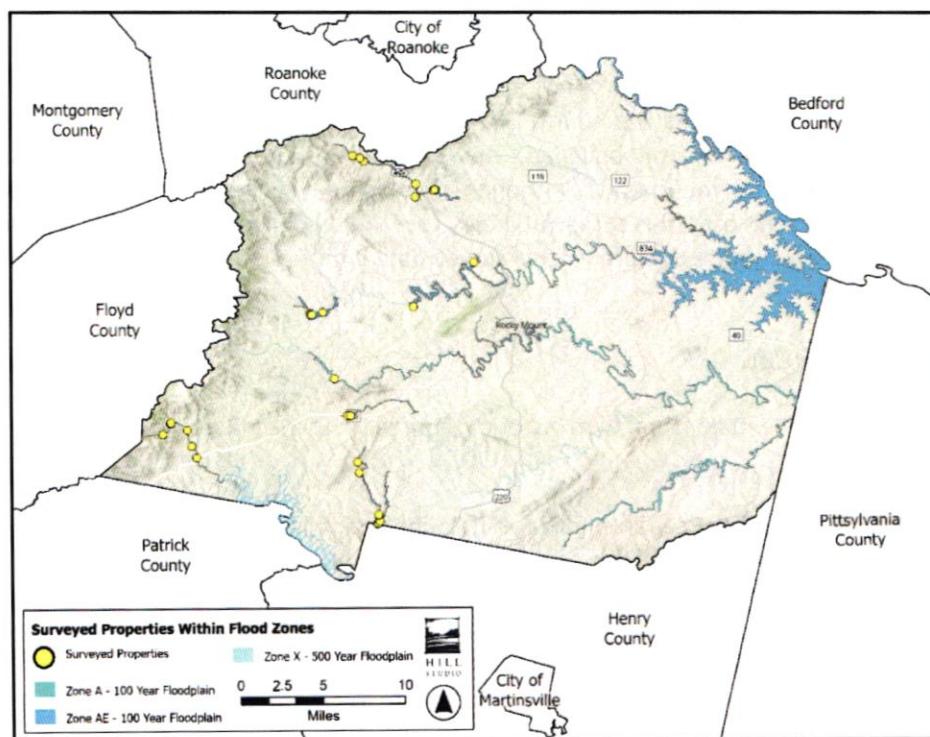 City of
Roanoke
Roanoke
County
Montgomery
County
Bedford
County
116
122
834
Floyd
County
Rocky Mount
40
220
Patrick
County
Pittsylvania
County
Henry
County
City of
Martinsville
Surveyed Properties Within Flood Zones
Surveyed Properties
Zone X - 500 Year Floodplain
Zone A - 100 Year Floodplain
Zone AE - 100 Year Floodplain
0 2.5 5 10
Miles
HILL
STUDIO